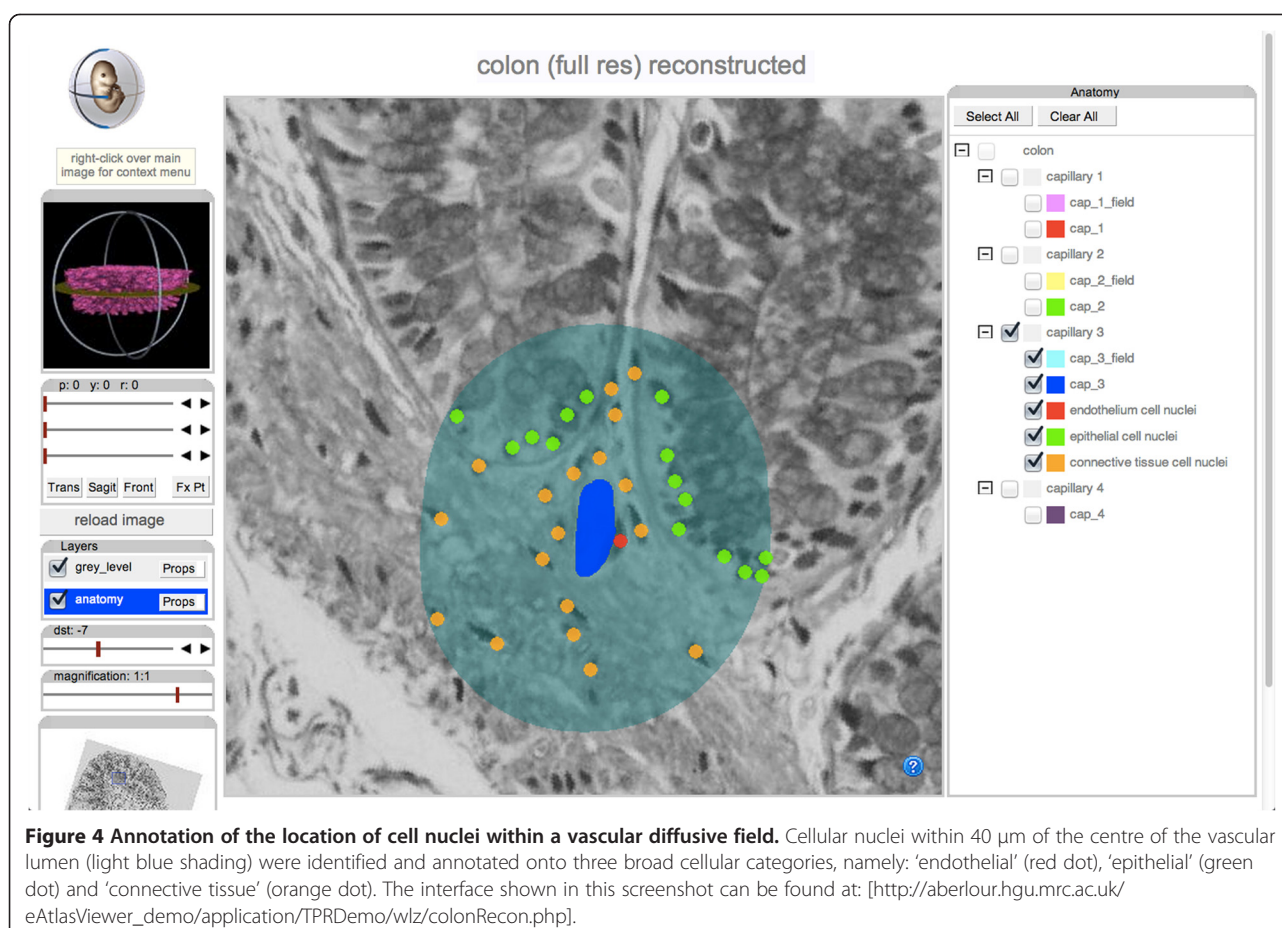 colon (full res) reconstructed
right-click over main
image for context menu
p: 0 y: 0 r: 0
Trans Sagit Front Fx Pt
reload image
Layers
grey_level Props
anatomy Props
dst: -7
magnification: 1:1
?
Anatomy
Select All Clear All
colon
capillary 1
cap_1_field
cap_1
capillary 2
cap_2_field
cap_2
capillary 3
cap_3_field
cap_3
endothelium cell nuclei
epithelial cell nuclei
connective tissue cell nuclei
capillary 4
cap_4
Figure 4 Annotation of the location of cell nuclei within a vascular diffusive field. Cellular nuclei within 40 μm of the centre of the vascular
lumen (light blue shading) were identified and annotated onto three broad cellular categories, namely: ‘endothelial’ (red dot), ‘epithelial’ (green
dot) and ‘connective tissue’ (orange dot). The interface shown in this screenshot can be found at: [http://aberlour.hgu.mrc.ac.uk/
eAtlasViewer_demo/application/TPRDemo/wlz/colonRecon.php].